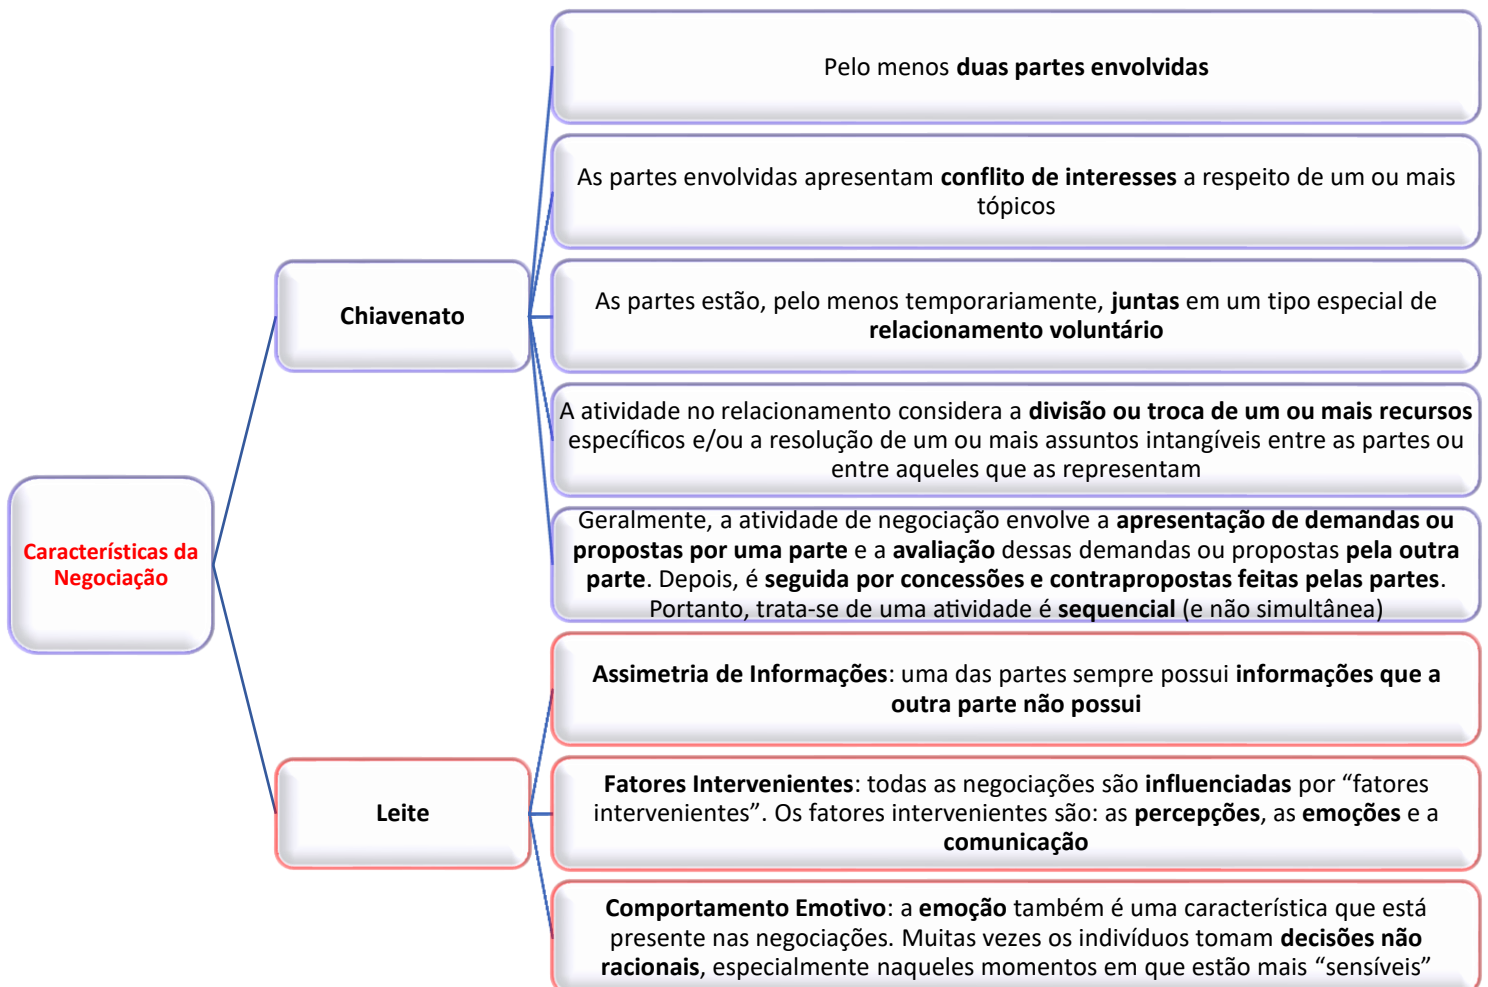 Características da
Negociação
Chiavenato
Pelo menos duas partes envolvidas
As partes envolvidas apresentam conflito de interesses a respeito de um ou mais
tópicos
As partes estão, pelo menos temporariamente, juntas em um tipo especial de
relacionamento voluntário
A atividade no relacionamento considera a divisão ou troca de um ou mais recursos
específicos e/ou a resolução de um ou mais assuntos intangíveis entre as partes ou
entre aqueles que as representam
Geralmente, a atividade de negociação envolve a apresentação de demandas ou
propostas por uma parte e a avaliação dessas demandas ou propostas pela outra
parte. Depois, é seguida por concessões e contrapropostas feitas pelas partes.
Portanto, trata-se de uma atividade é sequencial (e não simultânea)
Leite
Assimetria de Informações: uma das partes sempre possui informações que a
outra parte não possui
Fatores Intervenientes: todas as negociações são influenciadas por “fatores
intervenientes”. Os fatores intervenientes são: as percepções, as emoções e a
comunicação
Comportamento Emotivo: a emoção também é uma característica que está
presente nas negociações. Muitas vezes os indivíduos tomam decisões não
racionais, especialmente naqueles momentos em que estão mais “sensíveis”